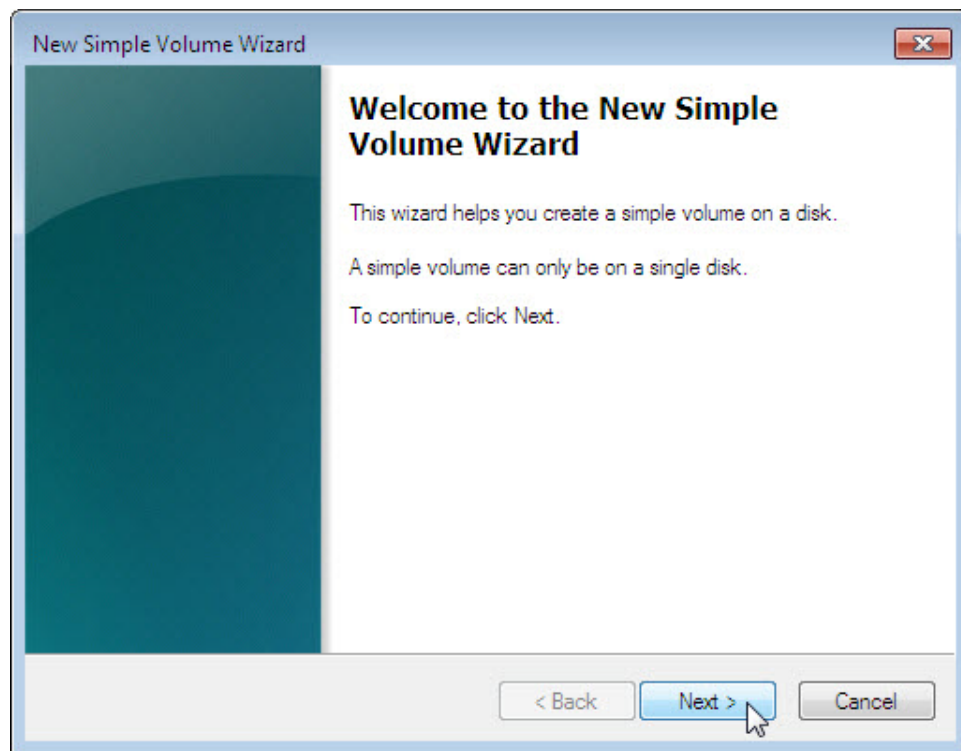 New Simple Volume Wizard
Welcome to the New Simple
Volume Wizard
This wizard helps you create a simple volume on a disk.
A simple volume can only be on a single disk.
To continue, click Next.
< Back
Next >
Cancel